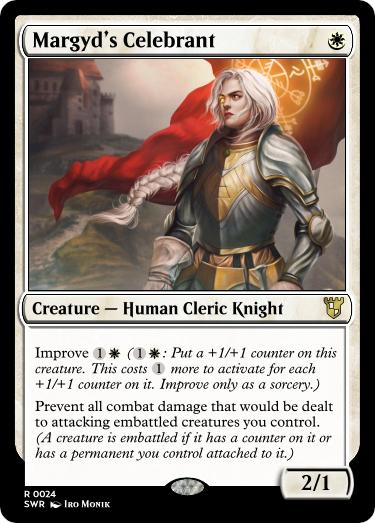 Margyd's Celebrant
Creature — Human Cleric Knight
Improve 1 (1 : Put a +1/+1 counter on this
creature. This costs 1 more to activate for each
+1/+1 counter on it. Improve only as a sorcery.)
Prevent all combat damage that would be dealt
to attacking embattled creatures you control.
(A creature is embattled if it has a counter on it or
has a permanent you control attached to it.)
2/1
R 0024
SWR Iro Monik